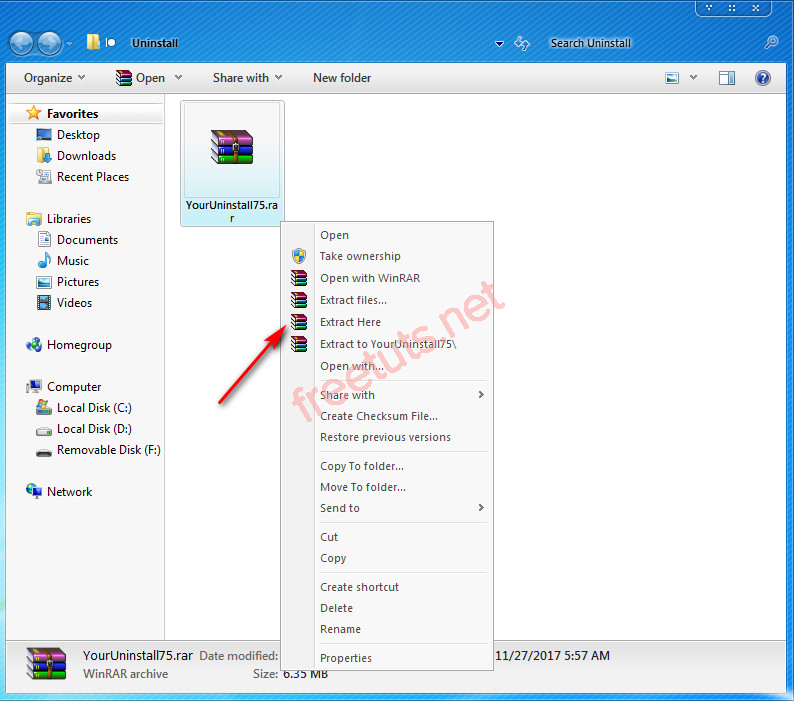 Uninstall
Search Uninstall
Organize
Open
Share with
New folder
Favorites
Desktop
Downloads
Recent Places
Libraries
Documents
Music
Pictures
Videos
Homegroup
Computer
Local Disk (C:)
Local Disk (D:)
Removable Disk (F:)
Network
YourUninstall75.ra
r
Open
Take ownership
Open with WinRAR
Extract files...
Extract Here
Extract to YourUninstall75\
Open with...
Share with
Create Checksum File...
Restore previous versions
Copy To folder...
Move To folder...
Send to
Cut
Copy
Create shortcut
Delete
Rename
Properties
freetuts.net
YourUninstall75.rar Date modified: 11/27/2017 5:57 AM
WinRAR archive Size: 6.35 MB